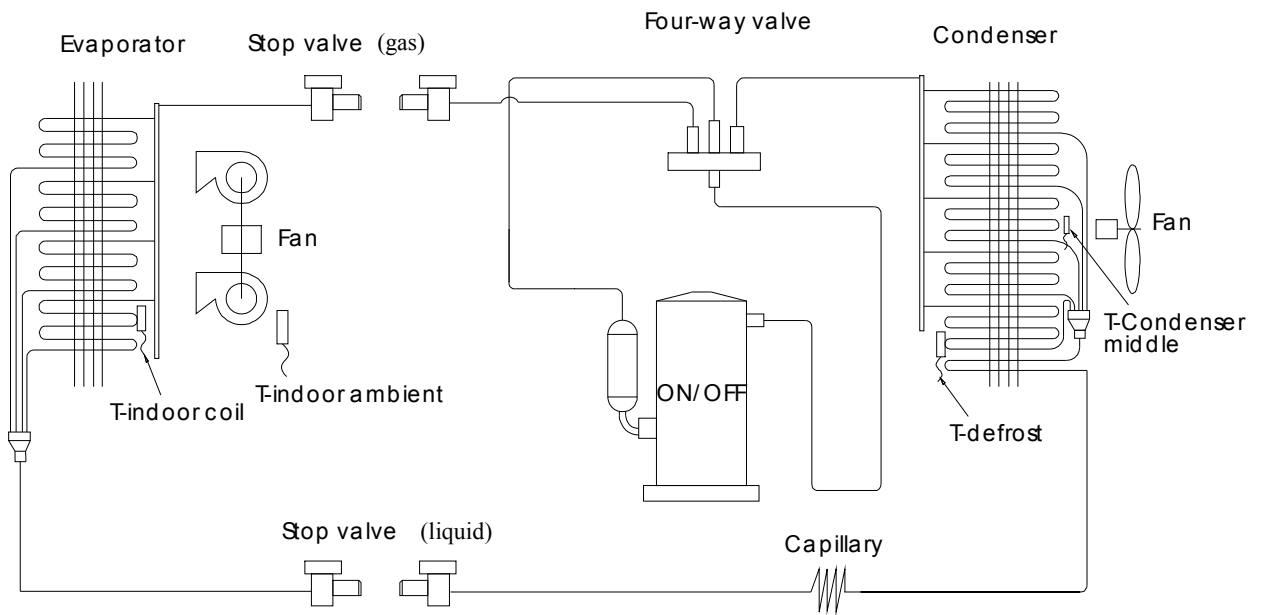 Evaporator
Stop valve (gas)
Four-way valve
Condenser
Fan
Fan
T-Condenser
middle
T-indoor ambient
T-indoor coil
ON/OFF
T-defrost
Stop valve (liquid)
Capillary